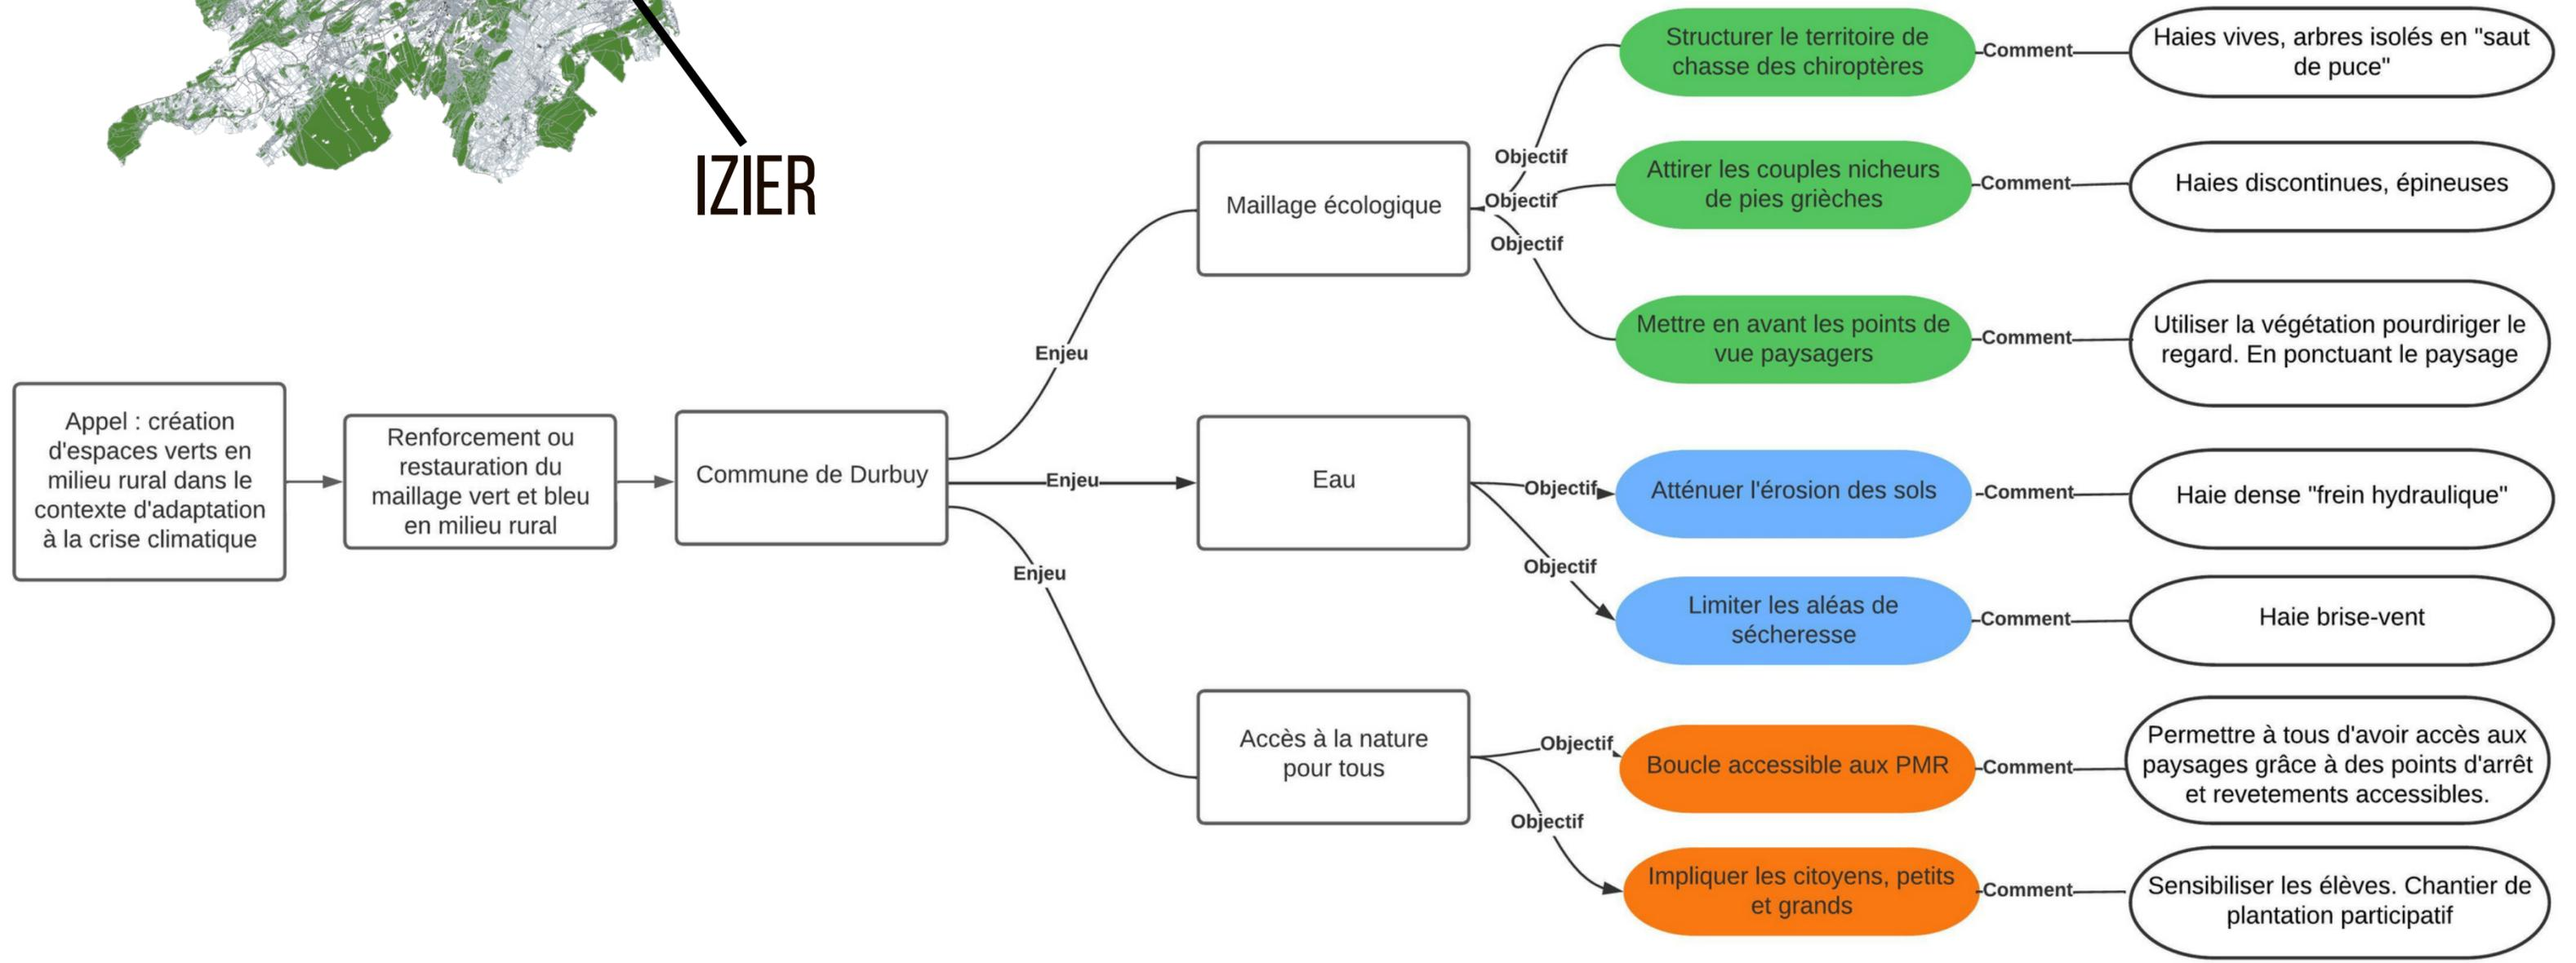 IZIER
Appel : création
d'espaces verts en
milieu rural dans le
contexte d'adaptation
à la crise climatique
Renforcement ou
restauration du
maillage vert et bleu
en milieu rural
Commune de Durbuy
Enjeu
Enjeu
Enjeu
Maillage écologique
Objectif
Objectif
Objectif
Structurer le territoire de
chasse des chiroptères
Comment
Haies vives, arbres isolés en "saut
de puce"
Attirer les couples nicheurs
de pies grièches
Comment
Haies discontinues, épineuses
Mettre en avant les points de
vue paysagers
Comment
Utiliser la végétation pourdiriger le
regard. En ponctuant le paysage
Eau
Objectif
Objectif
Atténuer l'érosion des sols
Comment
Haie dense "frein hydraulique"
Limiter les aléas de
sécheresse
Comment
Haie brise-vent
Accès à la nature
pour tous
Objectif
Objectif
Boucle accessible aux PMR
Comment
Permettre à tous d'avoir accès aux
paysages grâce à des points d'arrêt
et revetements accessibles.
Impliquer les citoyens, petits
et grands
Comment
Sensibiliser les élèves. Chantier de
plantation participatif